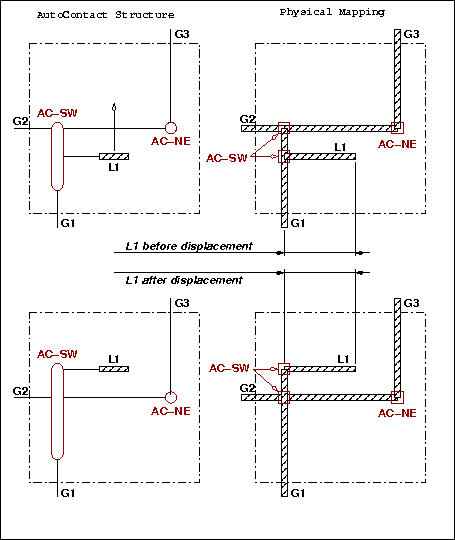 AutoContact Structure
Physical Mapping
G3
G3
AC-SW
G2
G2
AC-NE
AC-NE
AC-SW
L1
L1
G1
G1
L1 before displacement
L1 after displacement
G3
G3
AC-SW
L1
AC-SW
L1
G2
G2
AC-NE
AC-NE
G1
G1